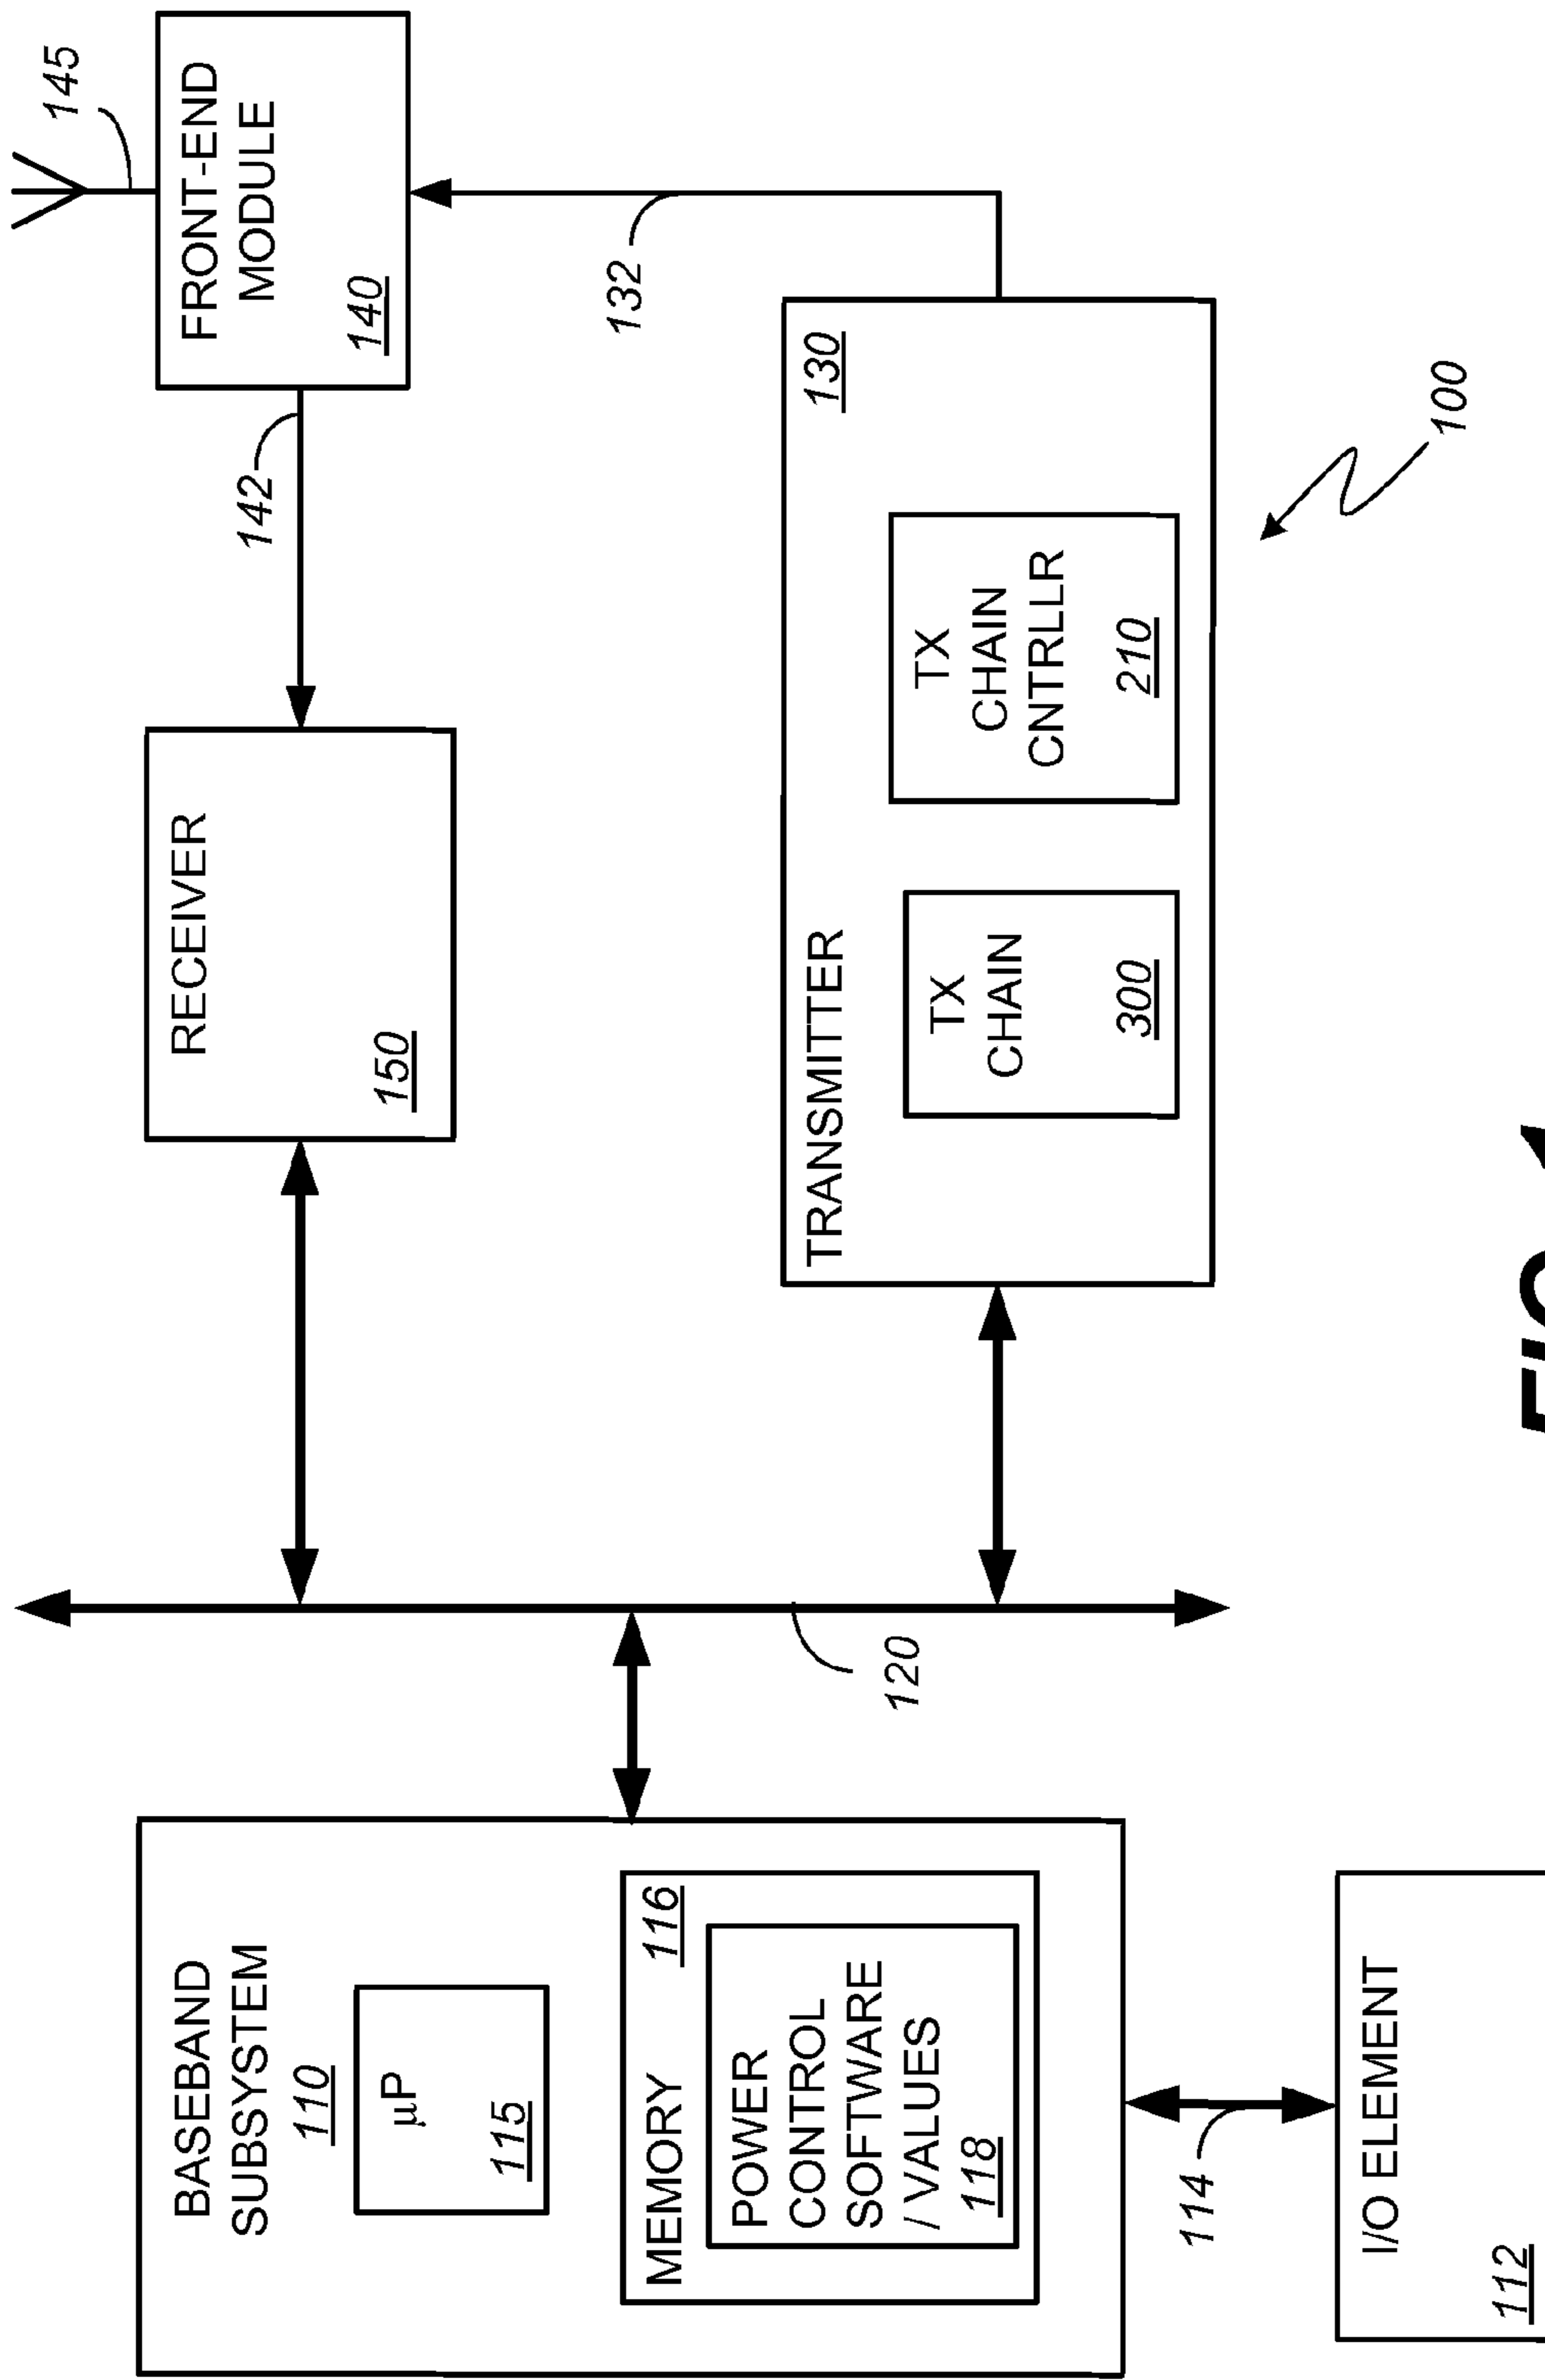 BASEBAND
SUBSYSTEM
110
µP
115
MEMORY
116
POWER
CONTROL
SOFTWARE
/ VALUES
118
114
I/O ELEMENT
112
120
RECEIVER
150
142
FRONT-END
MODULE
140
145
132
TRANSMITTER
130
TX
CHAIN
300
TX
CHAIN
CNTRLLR
210
100